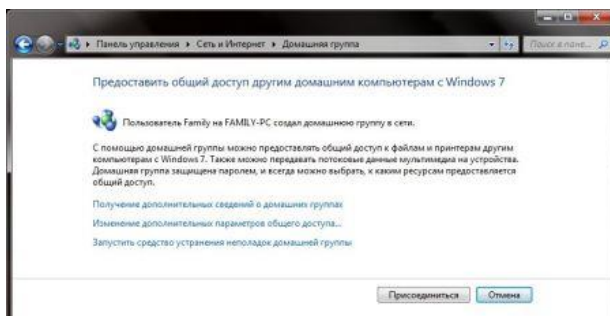 Панель управления ▸ Сеть и Интернет ▸ Домашняя группа
Поиск в пане...
Предоставить общий доступ другим домашним компьютерам с Windows 7
Пользователь Family на FAMILY-PC создал домашнюю группу в сети.
С помощью домашней группы можно предоставлять общий доступ к файлам и принтерам другим
компьютерам с Windows 7. Также можно передавать потоковые данные мультимедиа на устройства.
Домашняя группа защищена паролем, и всегда можно выбрать, к каким ресурсам предоставляется
общий доступ.
Получение дополнительных сведений о домашних группах
Изменение дополнительных параметров общего доступа...
Запустить средство устранения неполадок домашней группы
Присоединиться
Отмена